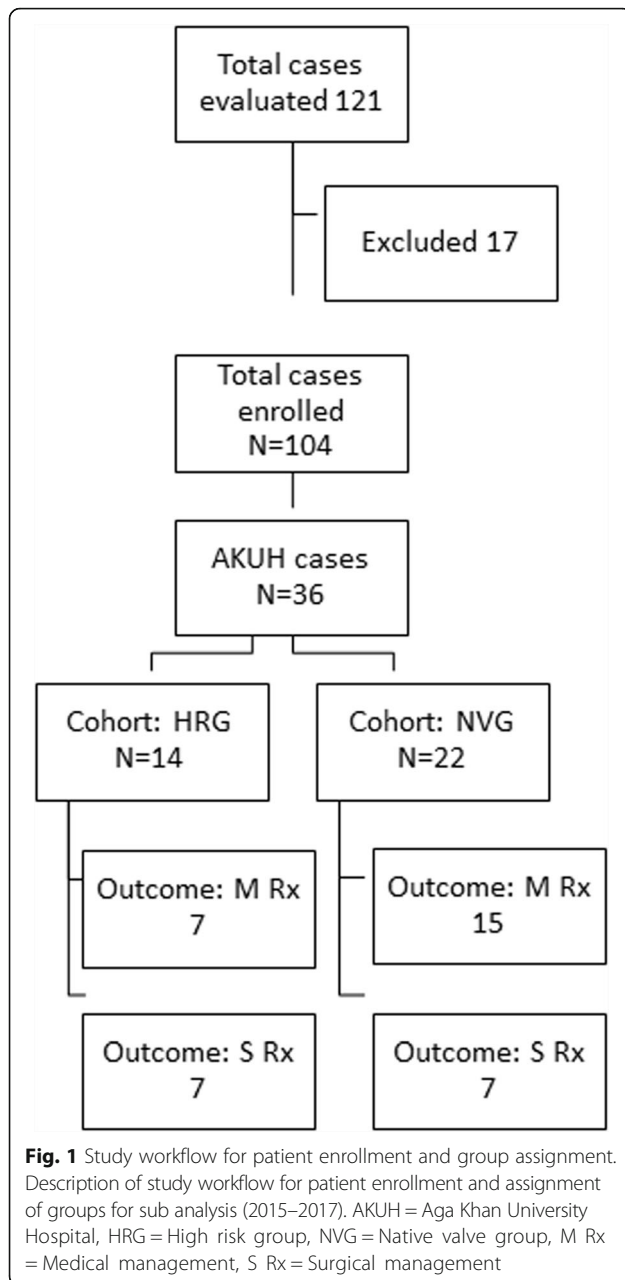 Total cases
evaluated 121
Excluded 17
Total cases
enrolled
N=104
AKUH cases
N=36
Cohort: HRG
N=14
Cohort: NVG
N=22
Outcome: M Rx
7
Outcome: M Rx
15
Outcome: S Rx
7
Outcome: S Rx
7
Fig. 1 Study workflow for patient enrollment and group assignment.
Description of study workflow for patient enrollment and assignment
of groups for sub analysis (2015–2017). AKUH = Aga Khan University
Hospital, HRG = High risk group, NVG = Native valve group, M Rx
= Medical management, S Rx = Surgical management